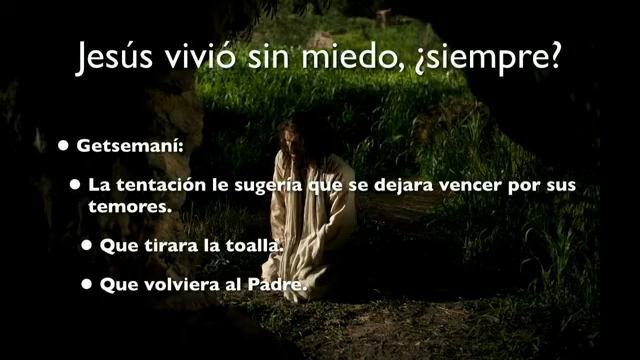 Jesús vivió sin miedo, ¿siempre?
• Getsemaní:
• La tentación le sugería que se dejara vencer por sus
temores.
• Que tirara la toalla.
• Que volviera al Padre.